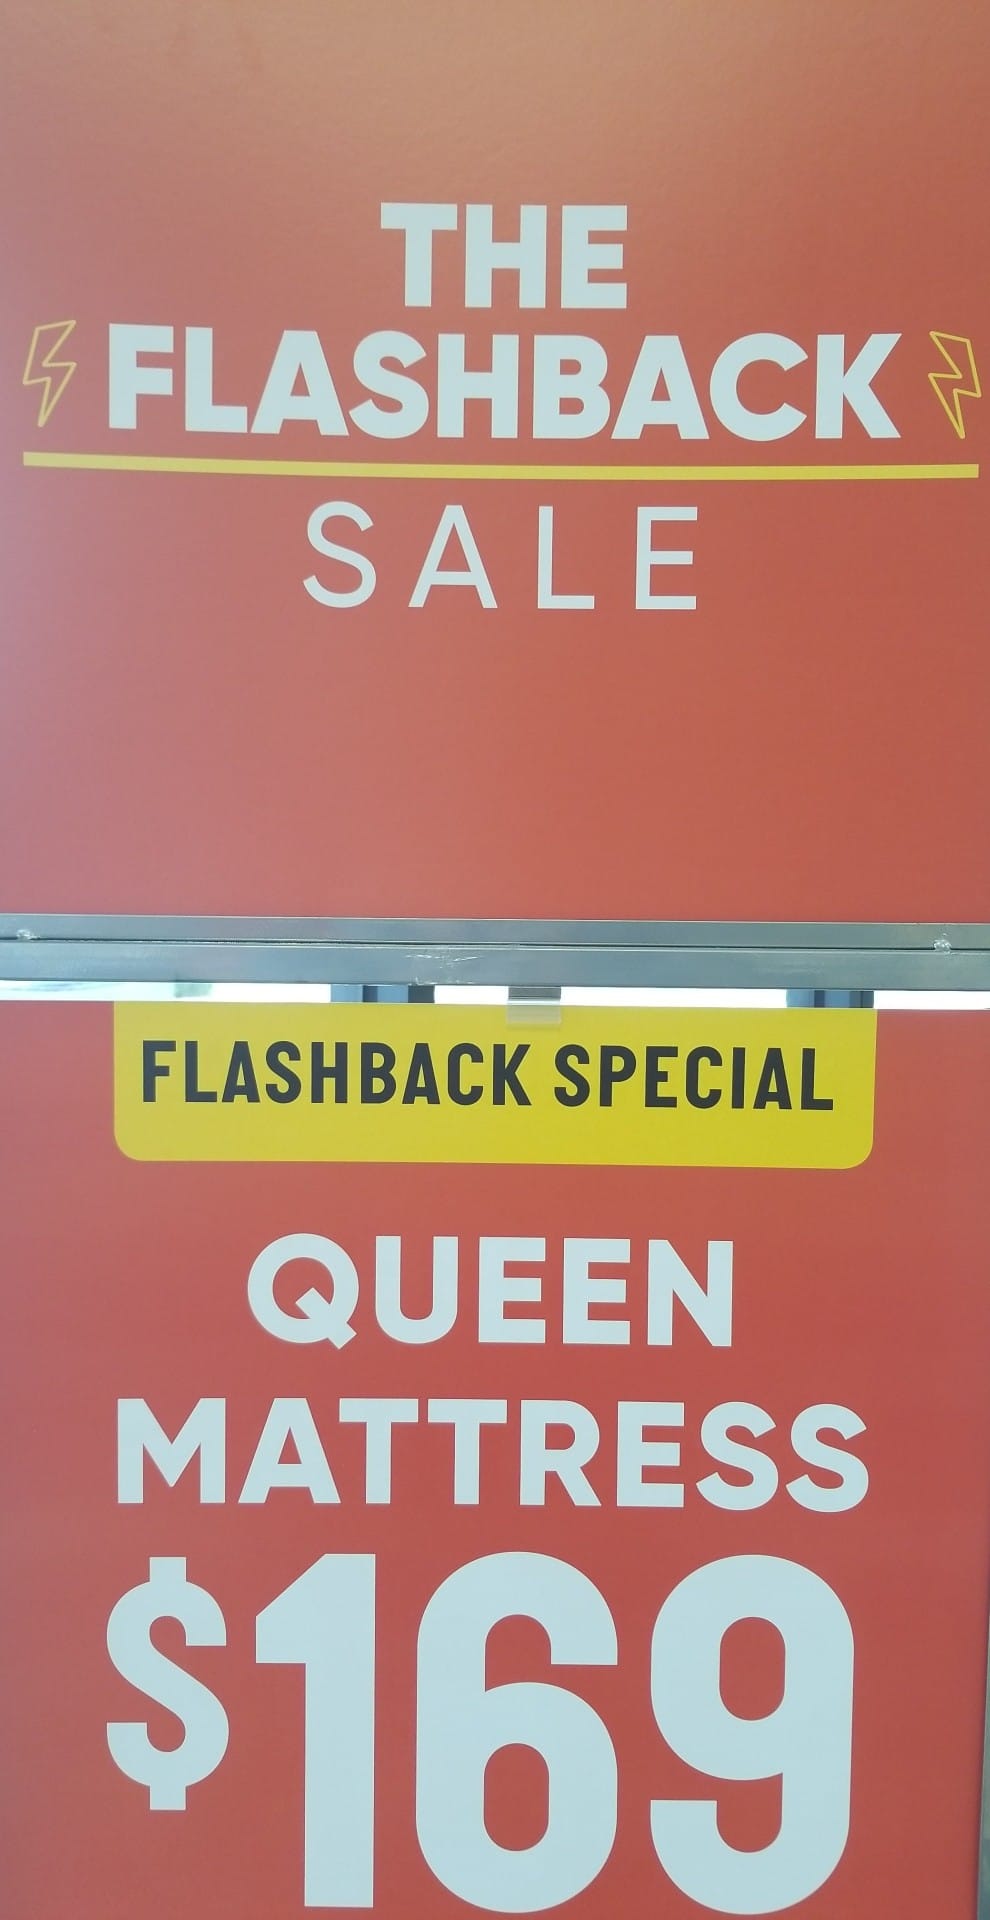 THE
FLASHBACK
SALE
FLASHBACK SPECIAL
QUEEN
MATTRESS
$169